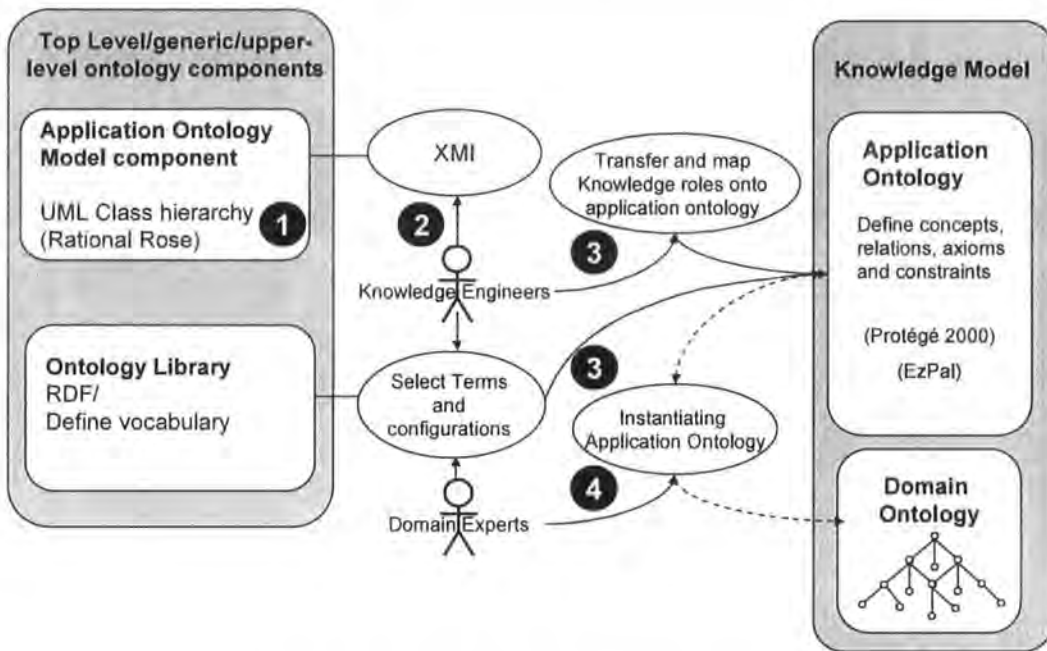 Top Level/generic/upper-
level ontology components
Application Ontology
Model component
UML Class hierarchy
(Rational Rose)
1
Ontology Library
RDF/
Define vocabulary
XMI
2
Knowledge Engineers
Select Terms
and
configurations
Domain Experts
Transfer and map
Knowledge roles onto
application ontology
3
3
Instantiating
Application Ontology
4
Knowledge Model
Application
Ontology
Define concepts,
relations, axioms
and constraints
(Protégé 2000)
(EzPal)
Domain
Ontology